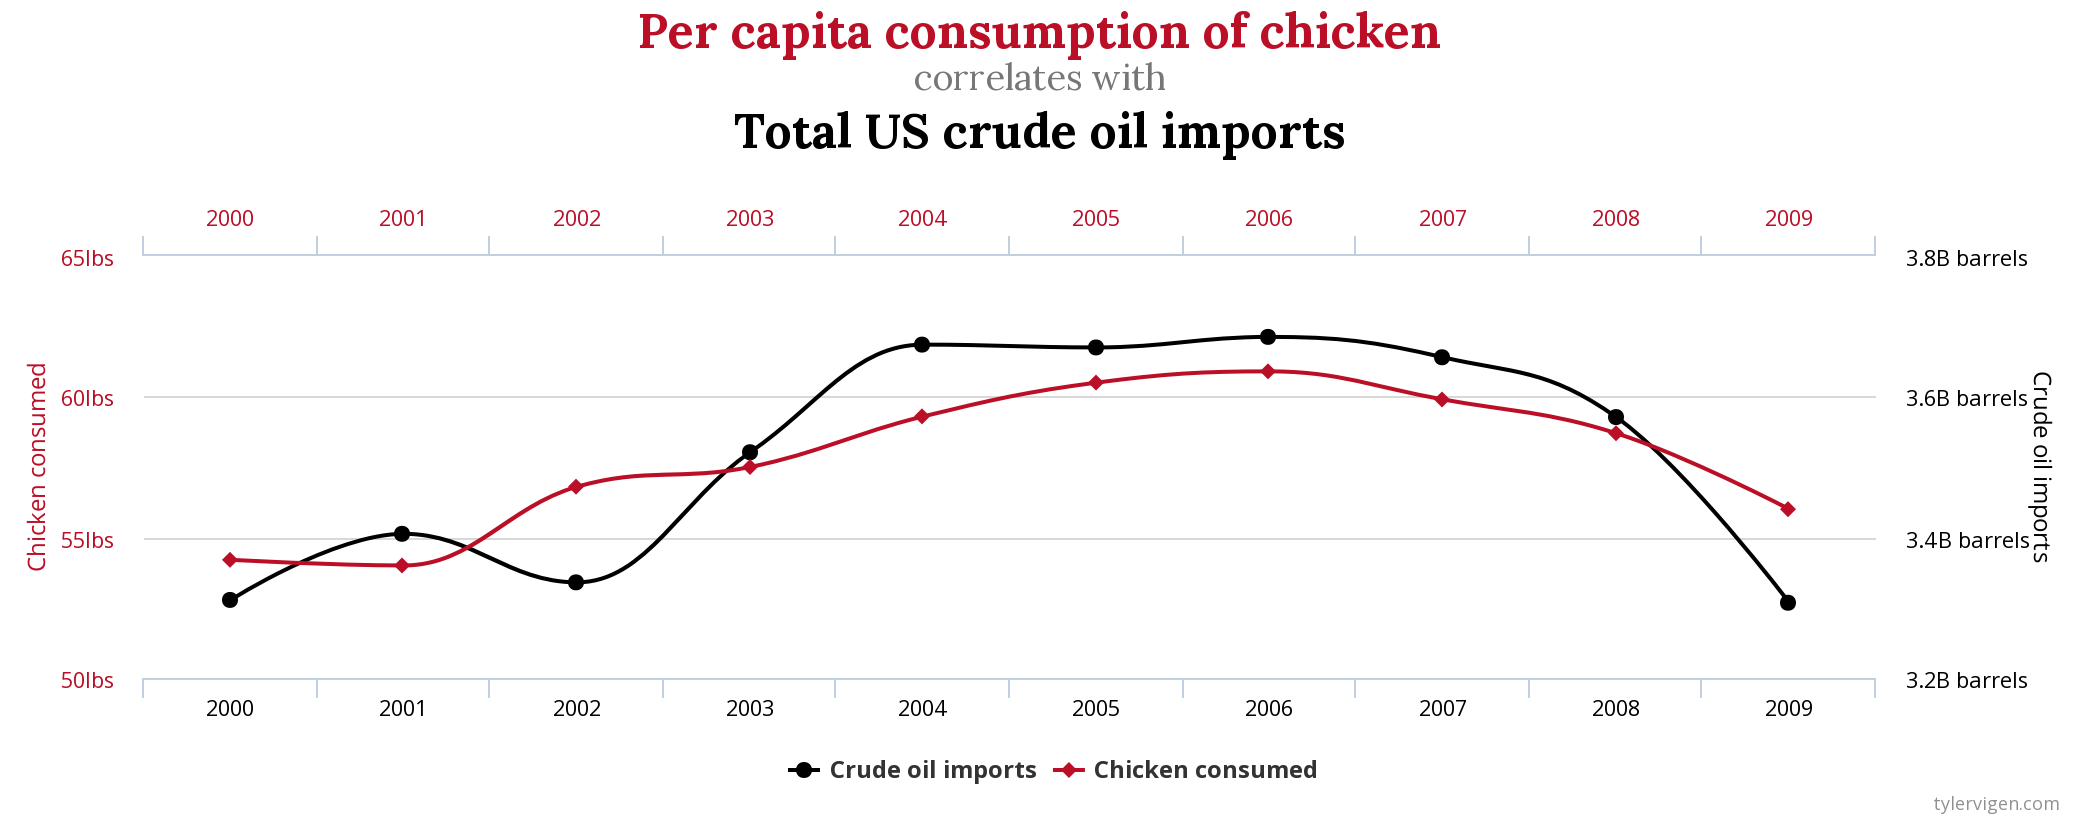 Per capita consumption of chicken
correlates with
Total US crude oil imports
2000 2001 2002 2003 2004 2005 2006 2007 2008 2009
65lbs 3.8B barrels
60lbs 3.6B barrels
55lbs 3.4B barrels
50lbs 3.2B barrels
Chicken consumed
Crude oil imports
2000 2001 2002 2003 2004 2005 2006 2007 2008 2009
Crude oil imports Chicken consumed
tylervigen.com